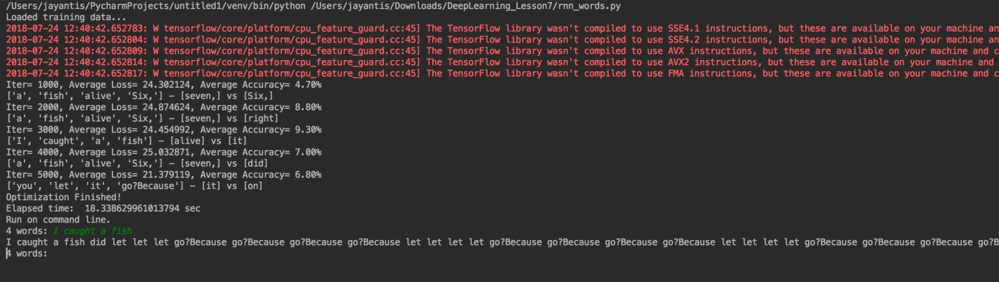 /Users/jayantis/PycharmProjects/untitled1/venv/bin/python /Users/jayantis/Downloads/DeepLearning_Lesson7/rnn_words.py
Loaded training data...
2018-07-24 12:40:42.652783: W tensorflow/core/platform/cpu_feature_guard.cc:45] The TensorFlow library wasn't compiled to use SSE4.1 instructions, but these are available on your machine an
2018-07-24 12:40:42.652804: W tensorflow/core/platform/cpu_feature_guard.cc:45] The TensorFlow library wasn't compiled to use SSE4.2 instructions, but these are available on your machine an
2018-07-24 12:40:42.652809: W tensorflow/core/platform/cpu_feature_guard.cc:45] The TensorFlow library wasn't compiled to use AVX instructions, but these are available on your machine and c
2018-07-24 12:40:42.652814: W tensorflow/core/platform/cpu_feature_guard.cc:45] The TensorFlow library wasn't compiled to use AVX2 instructions, but these are available on your machine and
2018-07-24 12:40:42.652817: W tensorflow/core/platform/cpu_feature_guard.cc:45] The TensorFlow library wasn't compiled to use FMA instructions, but these are available on your machine and c
Iter= 1000, Average Loss= 24.302124, Average Accuracy= 4.70%
['a', 'fish', 'alive', 'Six,'] - [seven,] vs [Six,]
Iter= 2000, Average Loss= 24.874624, Average Accuracy= 8.80%
['a', 'fish', 'alive', 'Six,'] - [seven,] vs [right]
Iter= 3000, Average Loss= 24.454992, Average Accuracy= 9.30%
['I', 'caught', 'a', 'fish'] - [alive] vs [it]
Iter= 4000, Average Loss= 25.032871, Average Accuracy= 7.00%
['a', 'fish', 'alive', 'Six,'] - [seven,] vs [did]
Iter= 5000, Average Loss= 21.379119, Average Accuracy= 6.80%
['you', 'let', 'it', 'go?Because'] - [it] vs [on]
Optimization Finished!
Elapsed time:  18.338629961013794 sec
Run on command line.
4 words: I caught a fish
I caught a fish did let let let go?Because go?Because go?Because go?Because let let let let go?Because go?Because go?Because go?Because let let let let go?Because go?Because go?Because go?B
4 words: